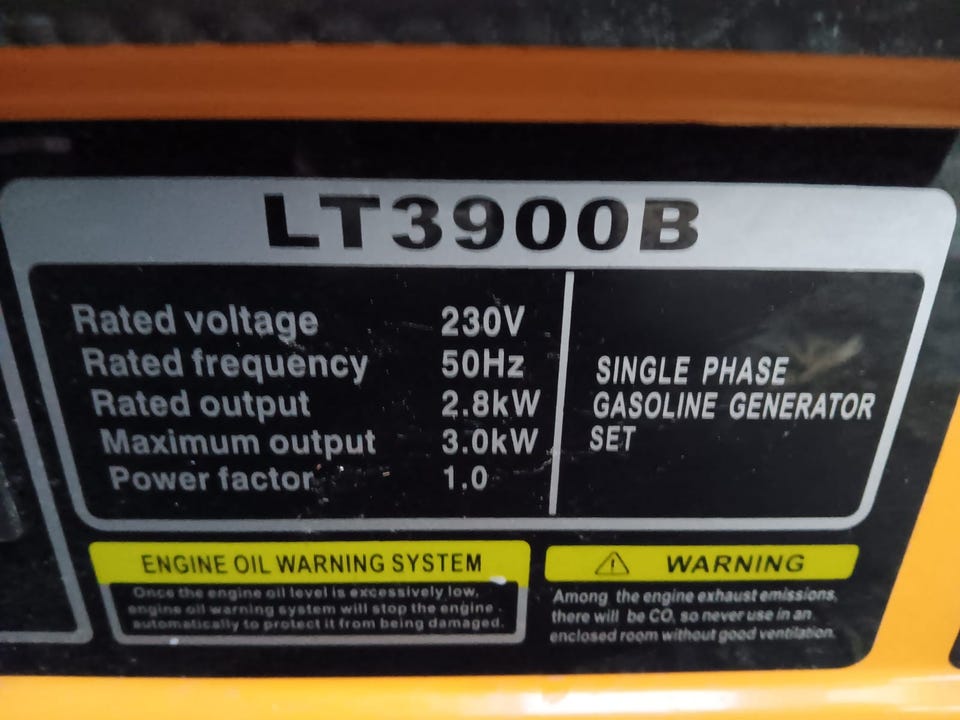 LT3900B
Rated voltage 230V
Rated frequency 50Hz
Rated output 2.8kW
Maximum output 3.0kW
Power factor 1.0
SINGLE PHASE
GASOLINE GENERATOR
SET
ENGINE OIL WARNING SYSTEM
Once the engine oil level is excessively low,
engine oil warning system will stop the engine
automatically to protect it from being damaged.
WARNING
Among the engine exhaust emissions,
there will be CO, so never use in an
enclosed room without good ventilation.